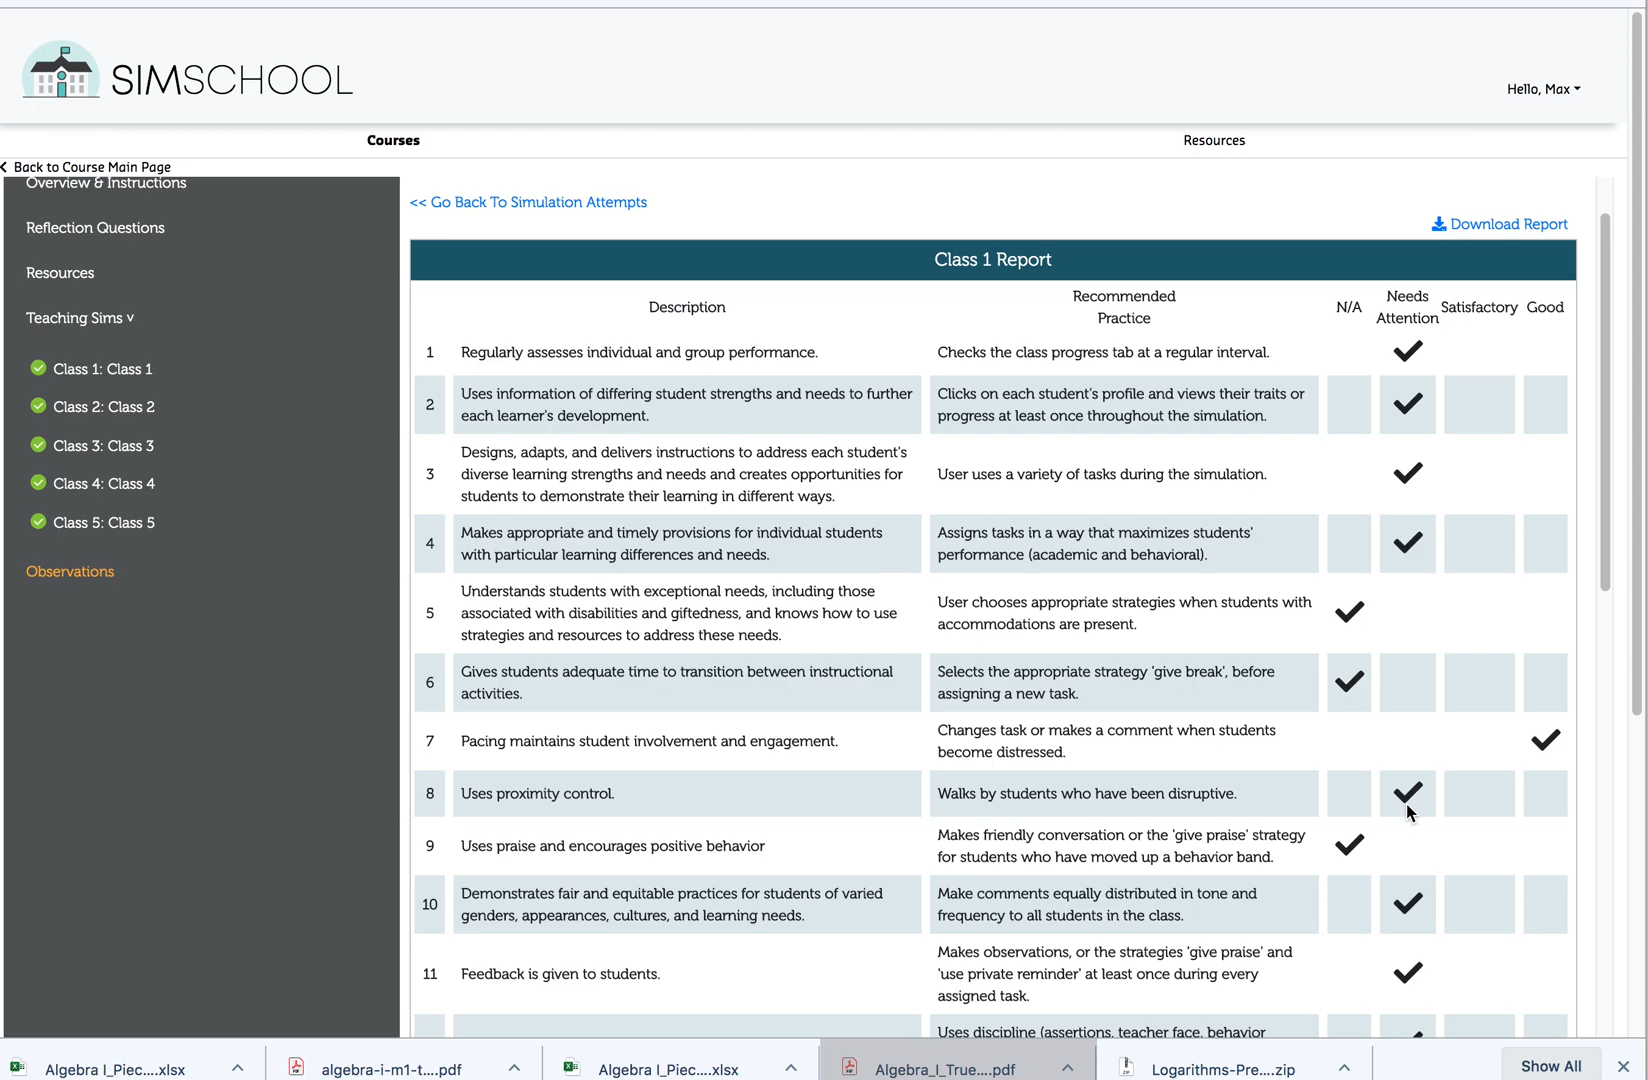 SIMSCHOOL
Hello, Max
Courses
Resources
Back to Course Main Page
Overview & Instructions
Reflection Questions
Resources
Teaching Sims v
Class 1: Class 1
Class 2: Class 2
Class 3: Class 3
Class 4: Class 4
Class 5: Class 5
Observations
<< Go Back To Simulation Attempts
Download Report
Class 1 Report
Description
Recommended
Practice
N/A
Needs
Attention
Satisfactory
Good
1 Regularly assesses individual and group performance.
Checks the class progress tab at a regular interval.
2 Uses information of differing student strengths and needs to further
each learner's development.
Clicks on each student's profile and views their traits or
progress at least once throughout the simulation.
3 Designs, adapts, and delivers instructions to address each student's
diverse learning strengths and needs and creates opportunities for
students to demonstrate their learning in different ways.
User uses a variety of tasks during the simulation.
4 Makes appropriate and timely provisions for individual students
with particular learning differences and needs.
Assigns tasks in a way that maximizes students'
performance (academic and behavioral).
5 Understands students with exceptional needs, including those
associated with disabilities and giftedness, and knows how to use
strategies and resources to address these needs.
User chooses appropriate strategies when students with
accommodations are present.
6 Gives students adequate time to transition between instructional
activities.
Selects the appropriate strategy 'give break', before
assigning a new task.
7 Pacing maintains student involvement and engagement.
Changes task or makes a comment when students
become distressed.
8 Uses proximity control.
Walks by students who have been disruptive.
9 Uses praise and encourages positive behavior
Makes friendly conversation or the 'give praise' strategy
for students who have moved up a behavior band.
10 Demonstrates fair and equitable practices for students of varied
genders, appearances, cultures, and learning needs.
Make comments equally distributed in tone and
frequency to all students in the class.
11 Feedback is given to students.
Makes observations, or the strategies 'give praise' and
'use private reminder' at least once during every
assigned task.
Uses discipline (assertions, teacher face, behavior
Algebra I_Piec....xlsx
algebra-i-m1-t....pdf
Algebra I_Piec....xlsx
Algebra_I_True....pdf
Logarithms-Pre....zip
Show All